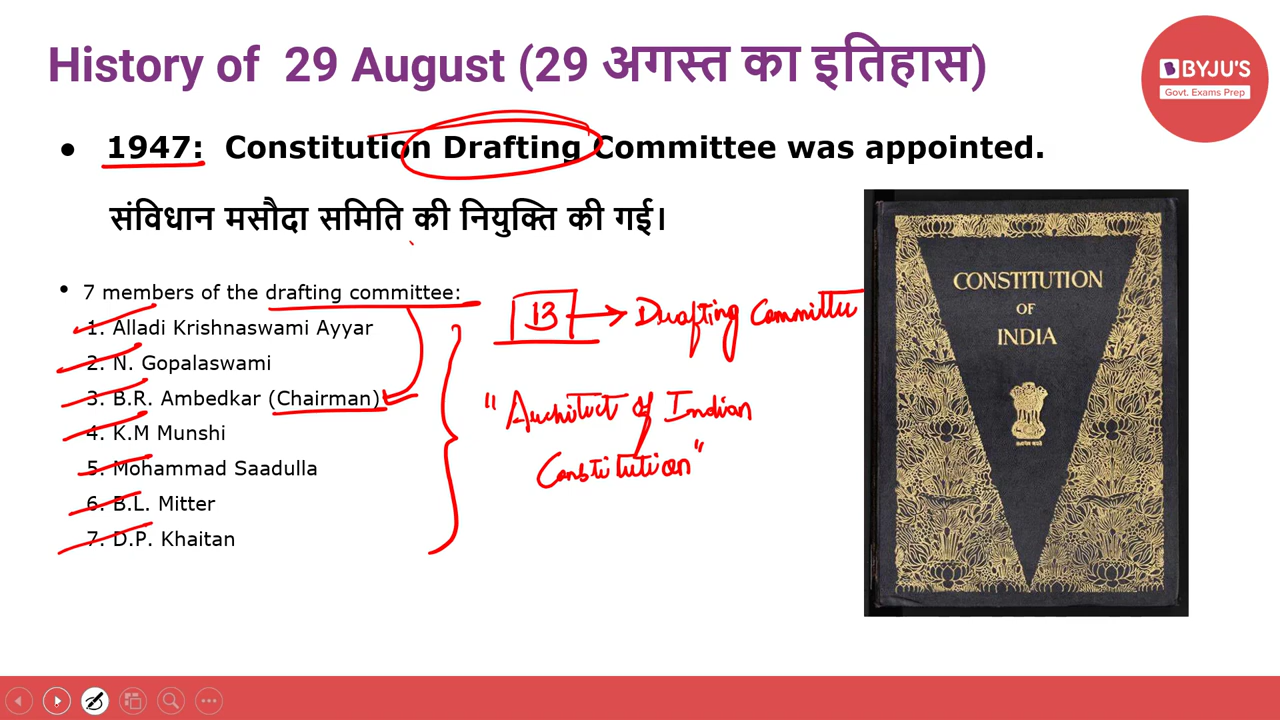 History of 29 August (29 अगस्त का इतिहास)
BYJU'S
Govt. Exams Prep
● 1947: Constitution Drafting Committee was appointed.
संविधान मसौदा समिति की नियुक्ति की गई।
• 7 members of the drafting committee:
1. Alladi Krishnaswami Ayyar
2. N. Gopalaswami
3. B.R. Ambedkar (Chairman)
4. K.M Munshi
5. Mohammad Saadulla
6. B.L. Mitter
7. D.P. Khaitan
13 → Drafting Committee
"Architect of Indian
Constitution"
CONSTITUTION
OF
INDIA